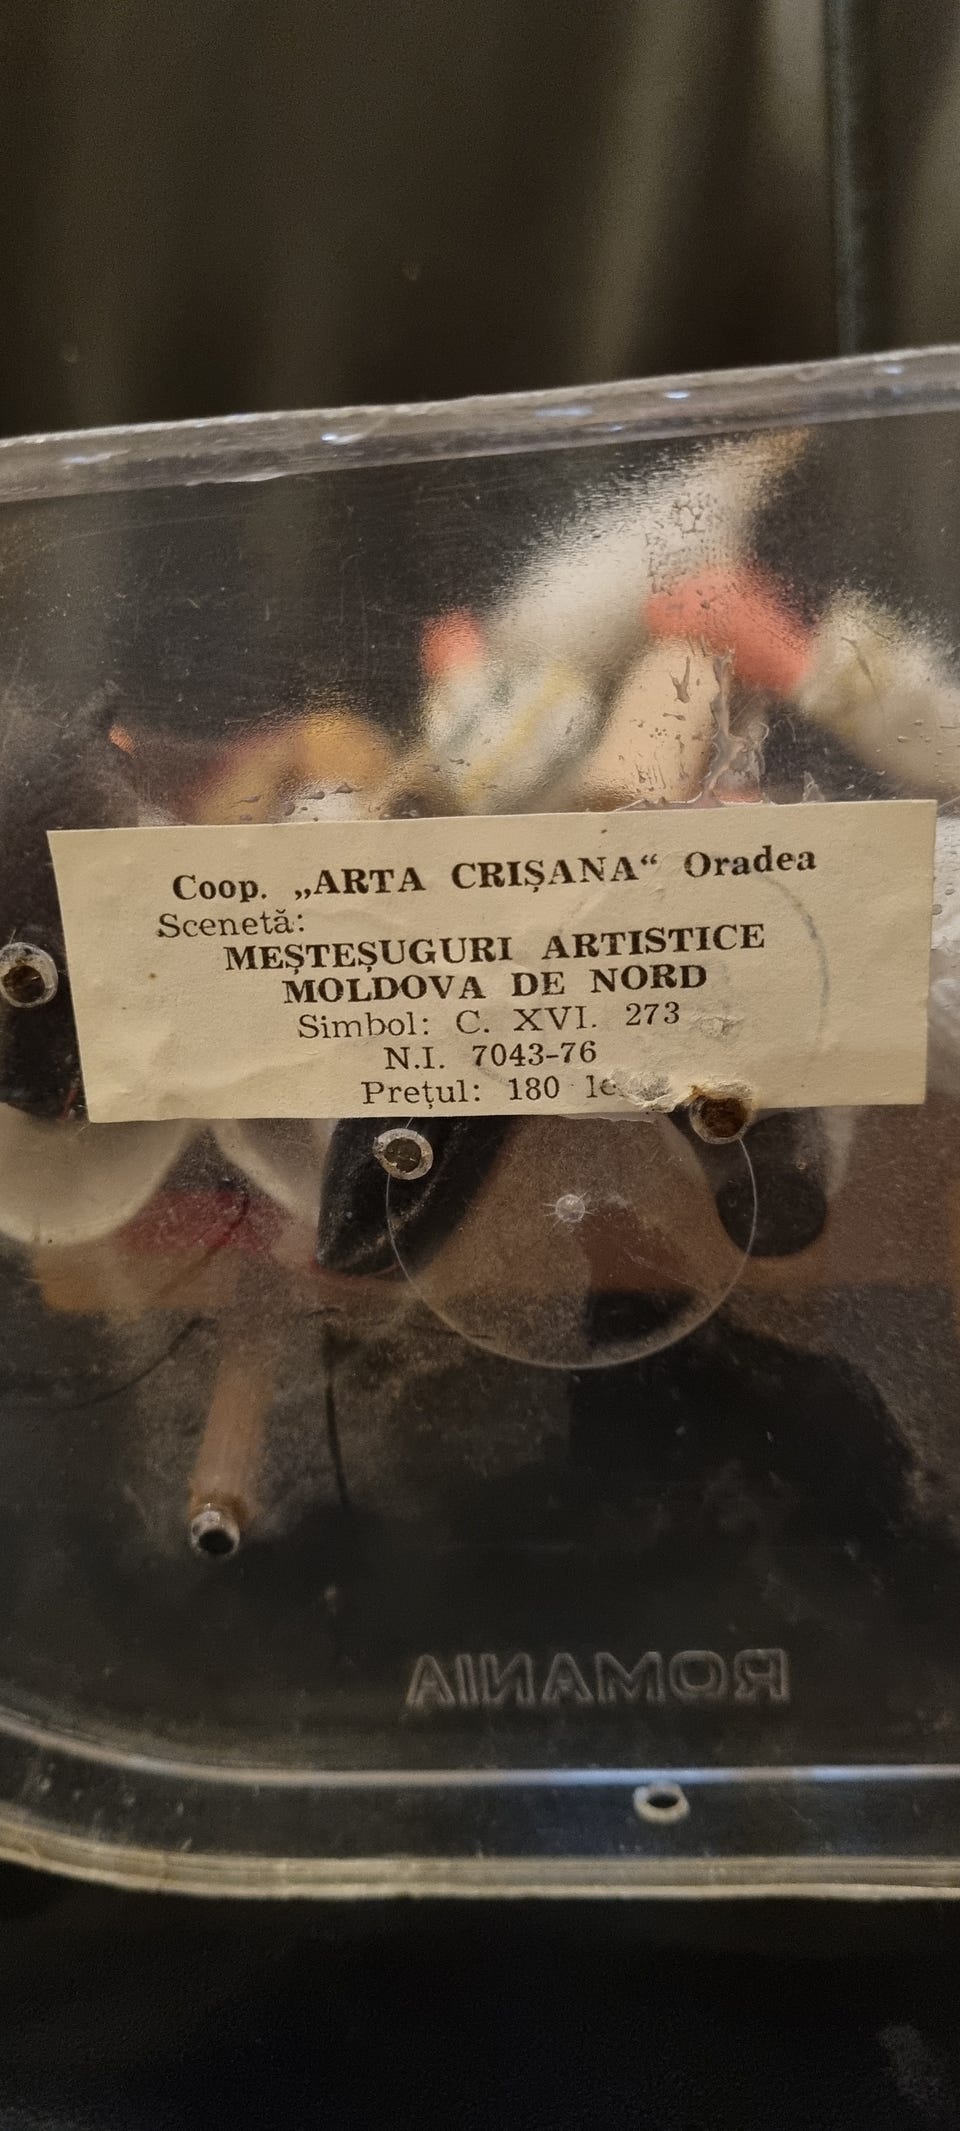 Coop. „ARTA CRIȘANA“ Oradea
Scenetă:
MEȘTEȘUGURI ARTISTICE
MOLDOVA DE NORD
Simbol: C. XVI. 273
N.I. 7043-76
Prețul: 180
ROMANIA